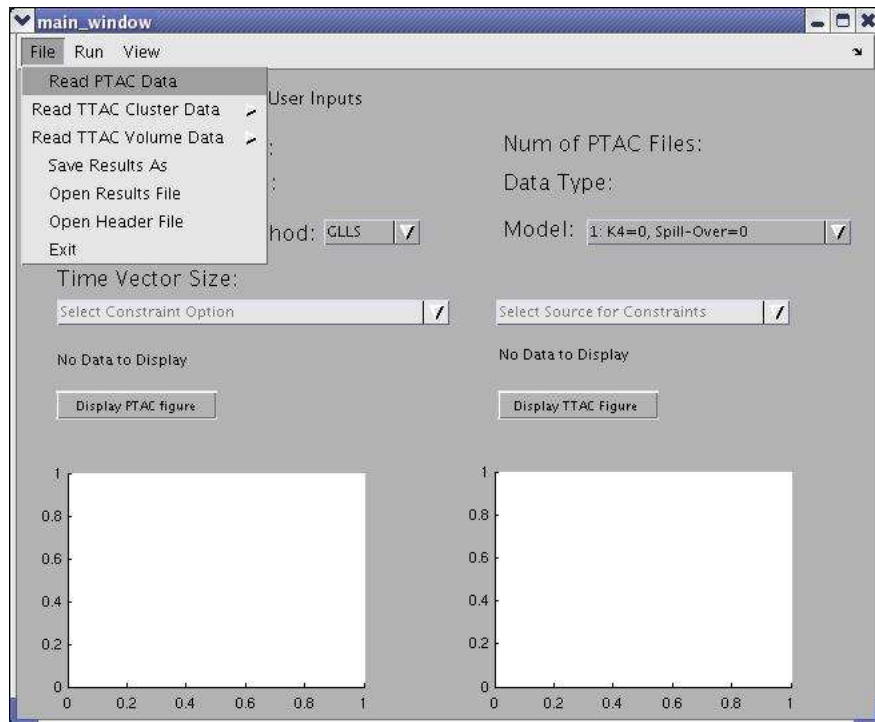 main_window
File Run View
Read PTAC Data
Read TTAC Cluster Data
Read TTAC Volume Data
Save Results As
Open Results File
Open Header File
Exit
User Inputs
:
Num of PTAC Files:
:
Data Type:
hod: GLLS
Model: 1: K4=0, Spill-Over=0
Time Vector Size:
Select Constraint Option
Select Source for Constraints
No Data to Display
No Data to Display
Display PTAC figure
Display TTAC Figure
1
0.8
0.6
0.4
0.2
0
0 0.2 0.4 0.6 0.8 1
1
0.8
0.6
0.4
0.2
0
0 0.2 0.4 0.6 0.8 1